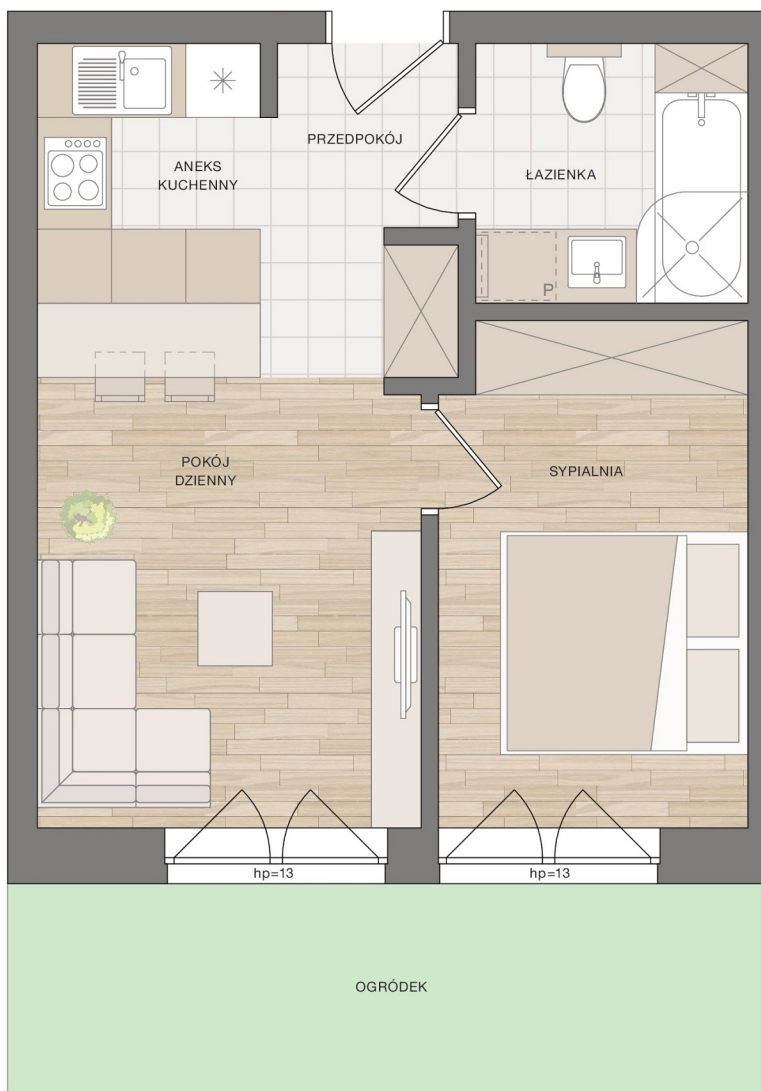 PRZEDPOKÓJ
ANEKS
KUCHENNY
ŁAZIENKA
P
POKÓJ
DZIENNY
SYPIALNIA
hp=13
hp=13
OGRÓDEK